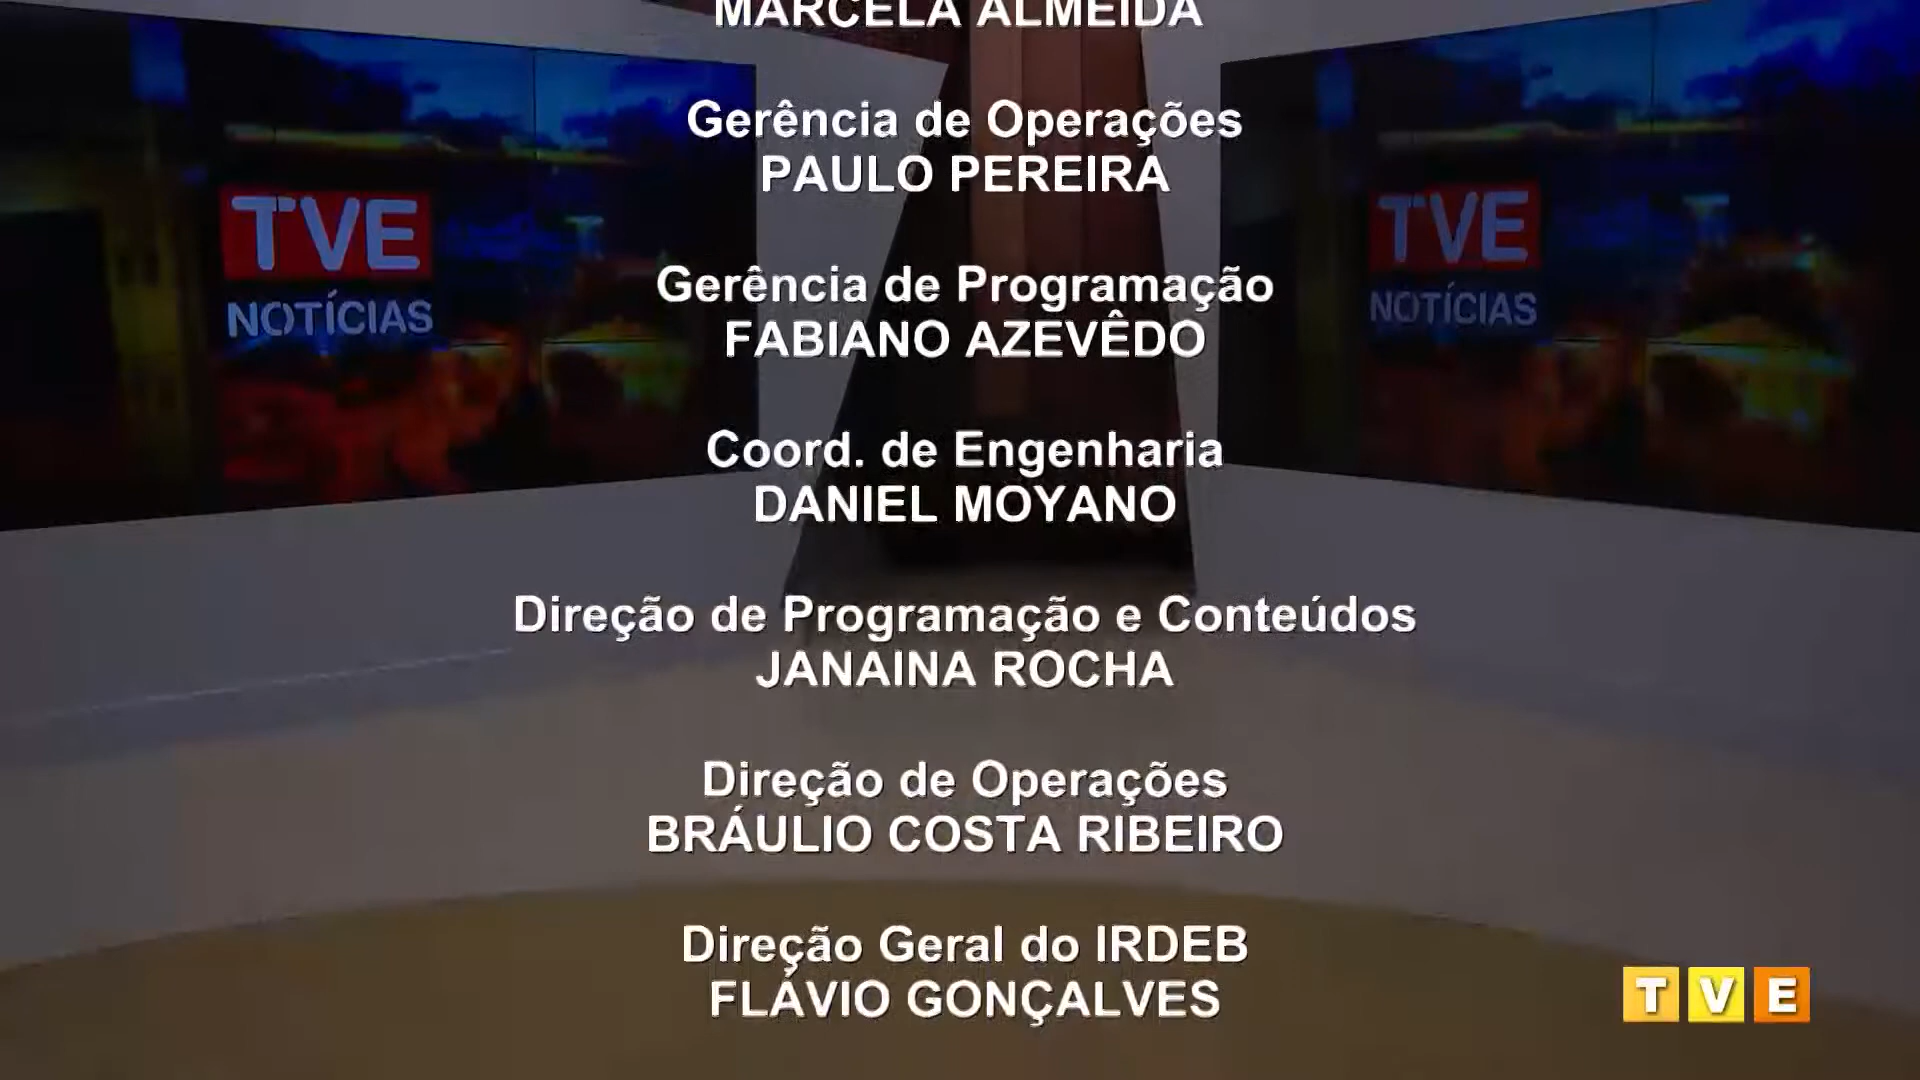 MARCELA ALMEIDA
Gerência de Operações
PAULO PEREIRA
Gerência de Programação
FABIANO AZEVÊDO
Coord. de Engenharia
DANIEL MOYANO
Direção de Programação e Conteúdos
JANAINA ROCHA
Direção de Operações
BRÁULIO COSTA RIBEIRO
Direção Geral do IRDEB
FLÁVIO GONÇALVES
TVE
NOTÍCIAS
TVE
NOTÍCIAS
TVE